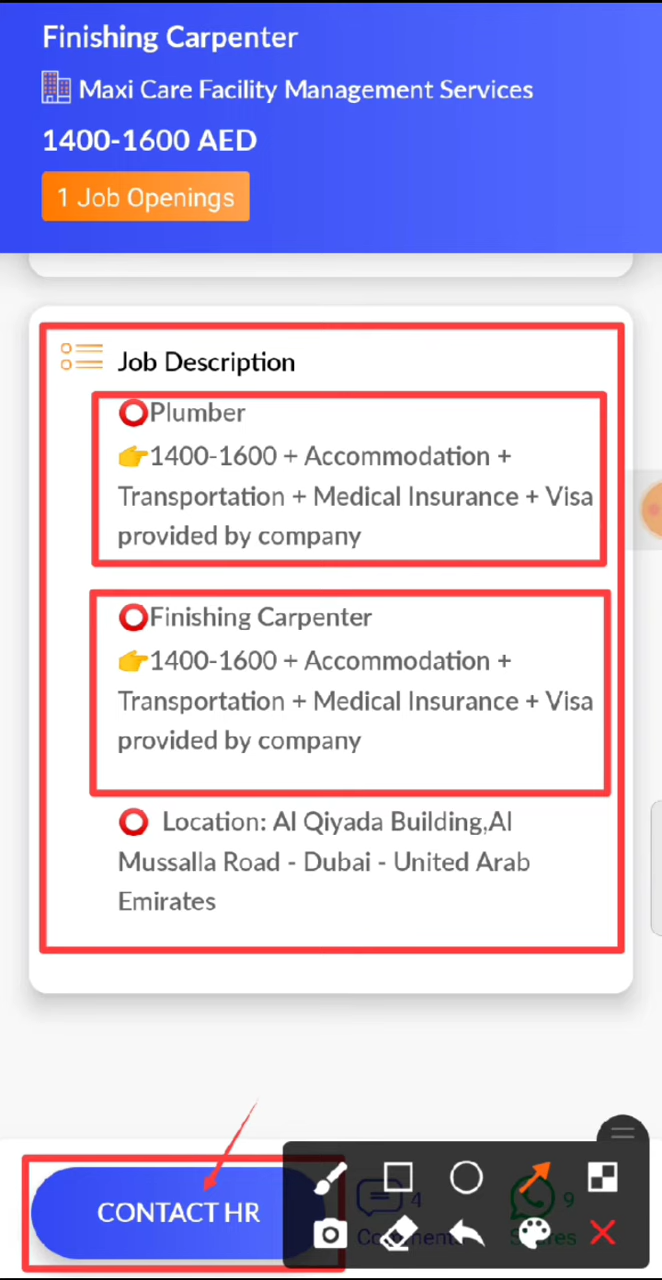 Finishing Carpenter
Maxi Care Facility Management Services
1400-1600 AED
1 Job Openings
Job Description
⭕Plumber
👉1400-1600 + Accommodation +
Transportation + Medical Insurance + Visa
provided by company
⭕Finishing Carpenter
👉1400-1600 + Accommodation +
Transportation + Medical Insurance + Visa
provided by company
⭕ Location: Al Qiyada Building,Al
Mussalla Road - Dubai - United Arab
Emirates
CONTACT HR
4
9